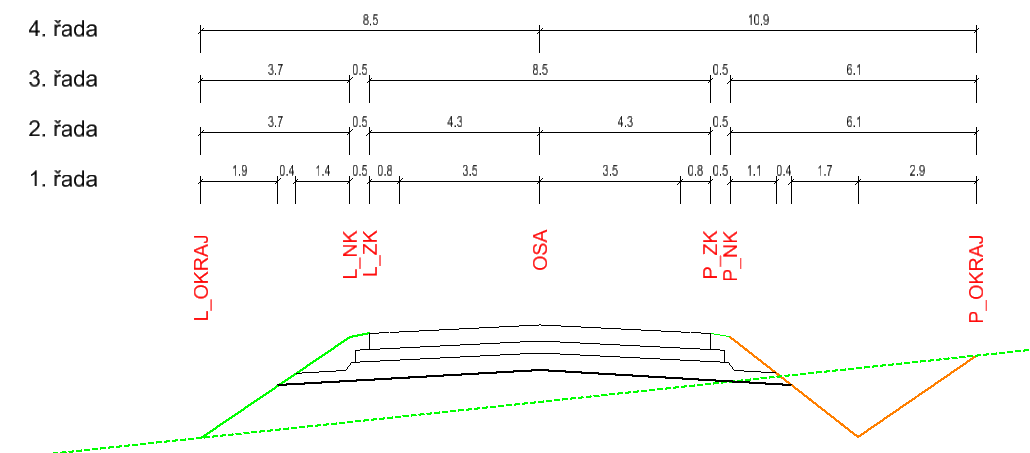 4. řada 8.5 10.9
3. řada 3.7 0.5 8.5 0.5 6.1
2. řada 3.7 0.5 4.3 4.3 0.5 6.1
1. řada 1.9 0.4 1.4 0.5 0.8 3.5 3.5 0.8 0.5 1.1 0.4 1.7 2.9
L_OKRAJ
L_NK
L_ZK
OSA
P_ZK
P_NK
P_OKRAJ